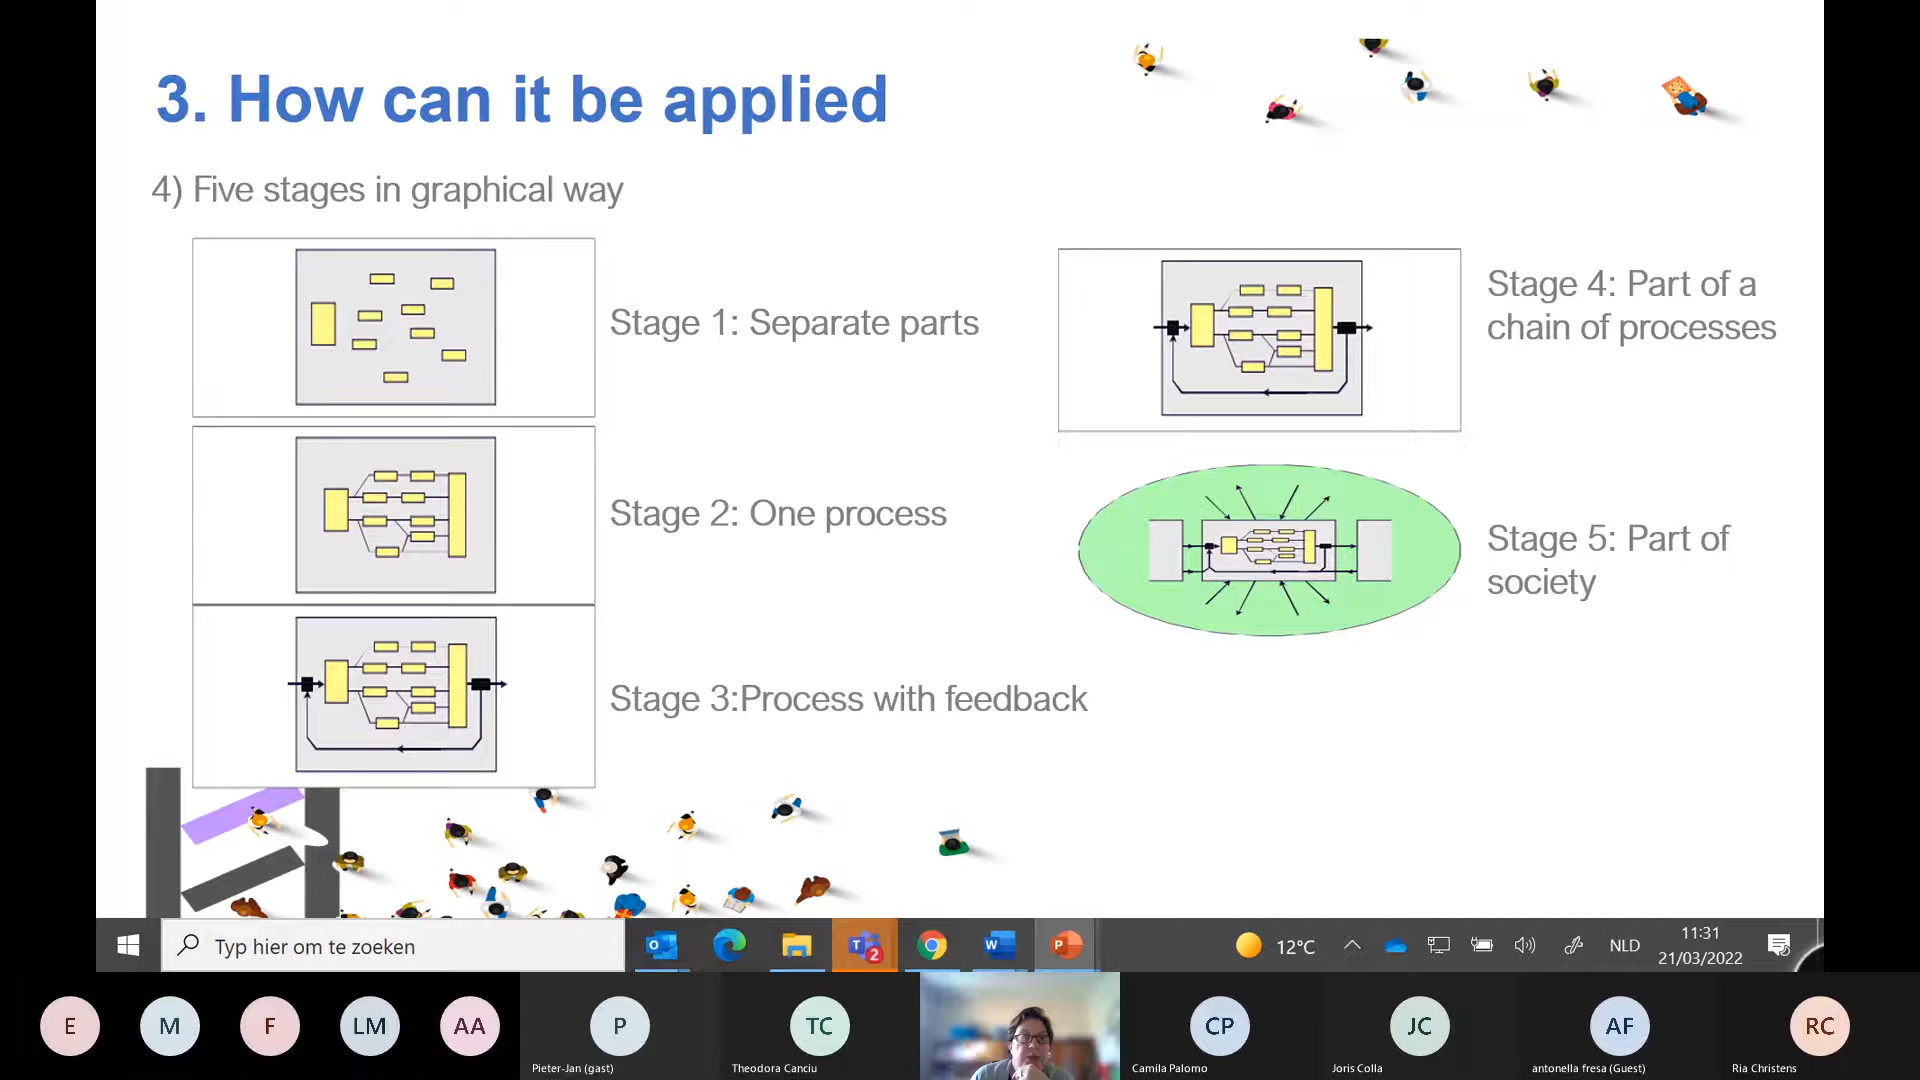 3. How can it be applied
4) Five stages in graphical way
Stage 1: Separate parts
Stage 2: One process
Stage 3:Process with feedback
Stage 4: Part of a
chain of processes
Stage 5: Part of
society
Typ hier om te zoeken
O
T
2
W
P
12°C
NLD
11:31
21/03/2022
E
M
F
LM
AA
P
TC
CP
JC
AF
RC
Pieter-Jan (gast)
Theodora Canciu
Camila Palomo
Joris Colla
antonella fresa (Guest)
Ria Christens